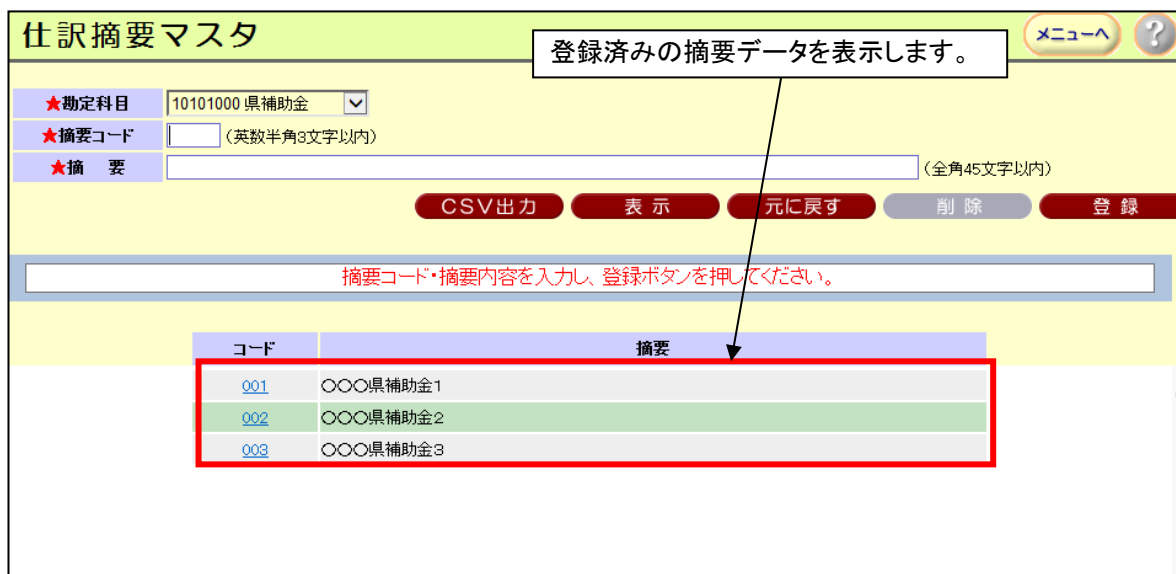 仕訳摘要マスタ
メニューへ
?
登録済みの摘要データを表示します。
★勘定科目
10101000 県補助金
★摘要コード
(英数半角3文字以内)
★摘 要
(全角45文字以内)
CSV出力
表 示
元に戻す
削 除
登 録
摘要コード・摘要内容を入力し、登録ボタンを押してください。
コード 摘要
001 〇〇〇県補助金1
002 〇〇〇県補助金2
003 〇〇〇県補助金3